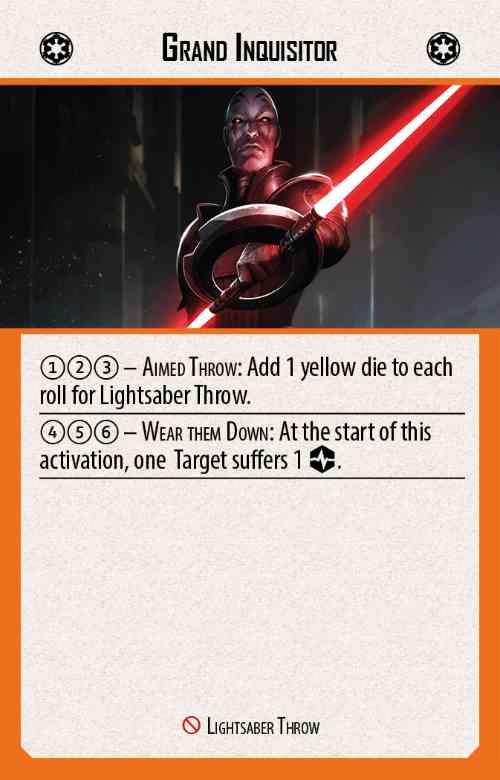 Grand Inquisitor
①②③ – Aimed Throw: Add 1 yellow die to each
roll for Lightsaber Throw.
④⑤⑥ – Wear them Down: At the start of this
activation, one Target suffers 1 .
Lightsaber Throw